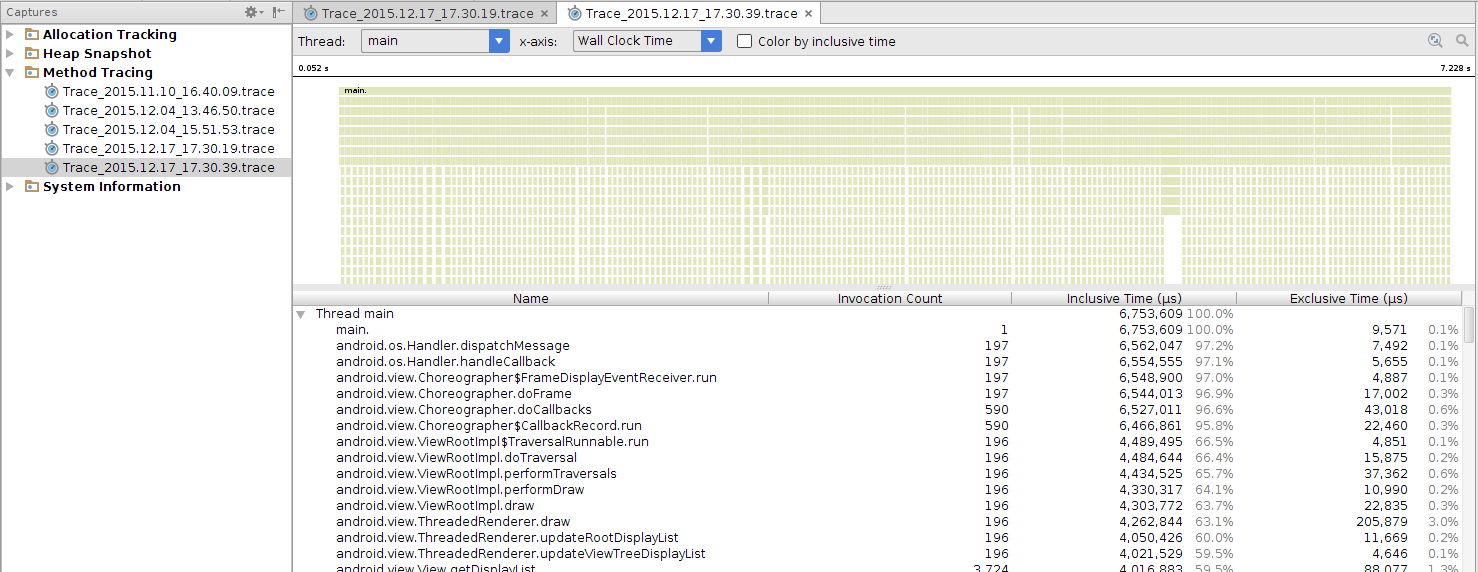 Captures
Trace_2015.12.17_17.30.19.trace Trace_2015.12.17_17.30.39.trace
Allocation Tracking
Heap Snapshot
Method Tracing
Trace_2015.11.10_16.40.09.trace
Trace_2015.12.04_13.46.50.trace
Trace_2015.12.04_15.51.53.trace
Trace_2015.12.17_17.30.19.trace
Trace_2015.12.17_17.30.39.trace
System Information
Thread: main x-axis: Wall Clock Time Color by inclusive time
0.052 s 7.228 s
main.
Name Invocation Count Inclusive Time (µs) Exclusive Time (µs)
Thread main 6,753,609 100.0%
main. 1 6,753,609 100.0% 9,571 0.1%
android.os.Handler.dispatchMessage 197 6,562,047 97.2% 7,492 0.1%
android.os.Handler.handleCallback 197 6,554,555 97.1% 5,655 0.1%
android.view.Choreographer$FrameDisplayEventReceiver.run 197 6,548,900 97.0% 4,887 0.1%
android.view.Choreographer.doFrame 197 6,544,013 96.9% 17,002 0.3%
android.view.Choreographer.doCallbacks 590 6,527,011 96.6% 43,018 0.6%
android.view.Choreographer$CallbackRecord.run 590 6,466,861 95.8% 22,460 0.3%
android.view.ViewRootImpl$TraversalRunnable.run 196 4,489,495 66.5% 4,851 0.1%
android.view.ViewRootImpl.doTraversal 196 4,484,644 66.4% 15,875 0.2%
android.view.ViewRootImpl.performTraversals 196 4,434,525 65.7% 37,362 0.6%
android.view.ViewRootImpl.performDraw 196 4,330,317 64.1% 10,990 0.2%
android.view.ViewRootImpl.draw 196 4,303,772 63.7% 22,835 0.3%
android.view.ThreadedRenderer.draw 196 4,262,844 63.1% 205,879 3.0%
android.view.ThreadedRenderer.updateRootDisplayList 196 4,050,426 60.0% 11,669 0.2%
android.view.ThreadedRenderer.updateViewTreeDisplayList 196 4,021,529 59.5% 4,646 0.1%
android.view.View.getDisplayList 3,724 4,016,883 59.5% 88,077 1.3%